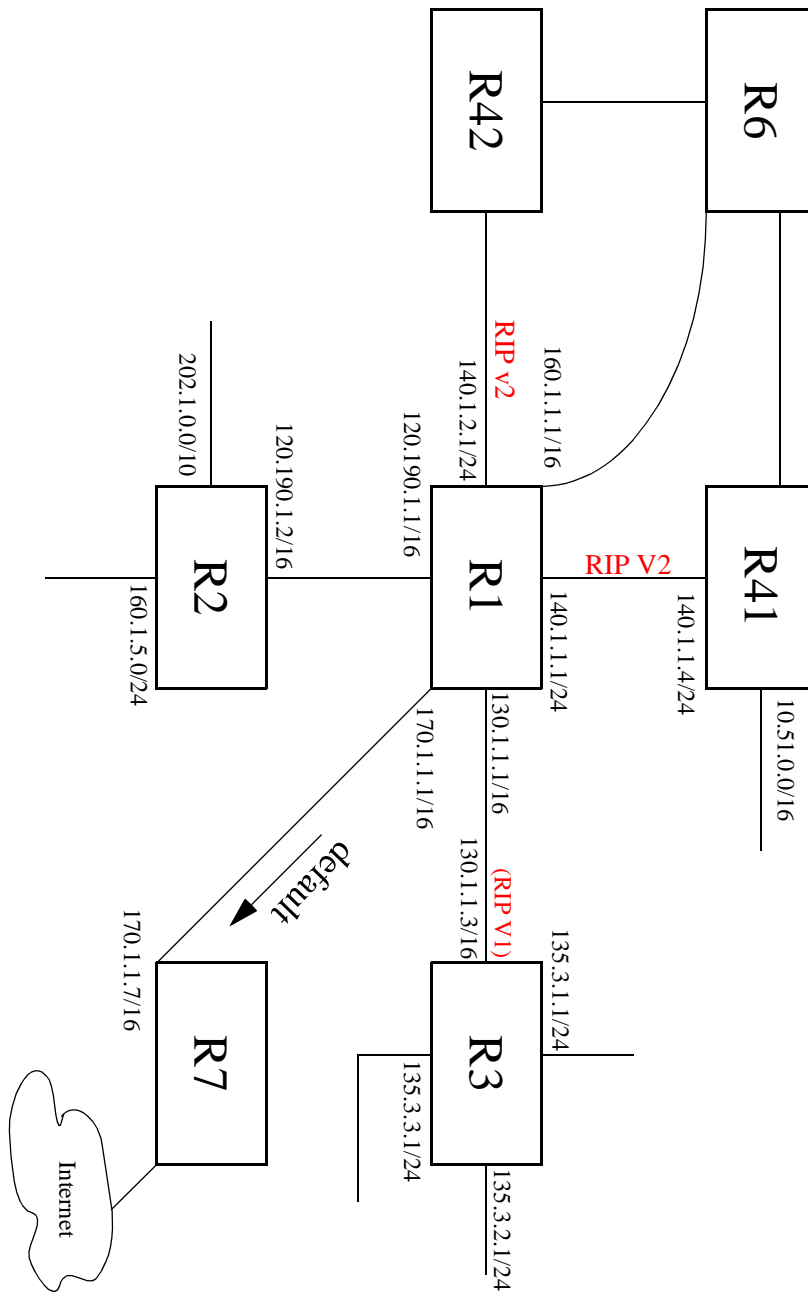 10.51.0.0/16
R6
R41
140.1.1.4/24
RIP V2
160.1.1.1/16
140.1.1.1/24
135.3.1.1/24
RIP v2
130.1.1.1/16
(RIP V1)
R42
R1
R3
140.1.2.1/24
130.1.1.3/16
135.3.2.1/24
120.190.1.1/16
170.1.1.1/16
135.3.3.1/24
default
120.190.1.2/16
R2
R7
202.1.0.0/10
160.1.5.0/24
170.1.1.7/16
Internet